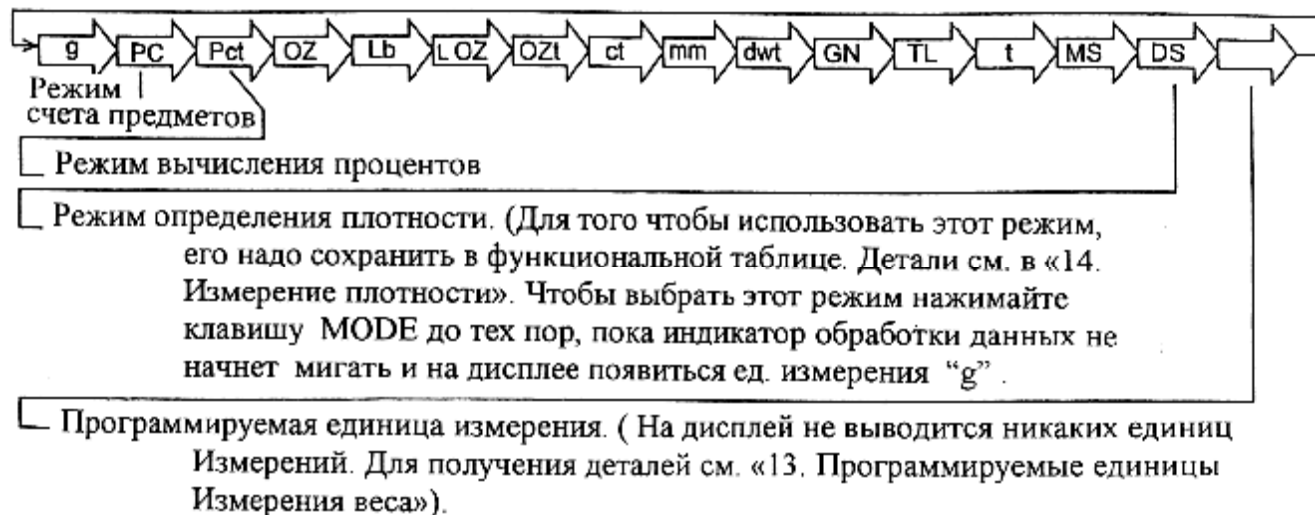 g PC Pct OZ Lb L OZ OZt ct mm dwt GN TL t MS DS
Режим
счета предметов
Режим вычисления процентов
Режим определения плотности. (Для того чтобы использовать этот режим,
его надо сохранить в функциональной таблице. Детали см. в «14.
Измерение плотности». Чтобы выбрать этот режим нажимайте
клавишу MODE до тех пор, пока индикатор обработки данных не
начнет мигать и на дисплее появиться ед. измерения “g” .
Программируемая единица измерения. ( На дисплей не выводится никаких единиц
Измерений. Для получения деталей см. «13. Программируемые единицы
Измерения веса»).